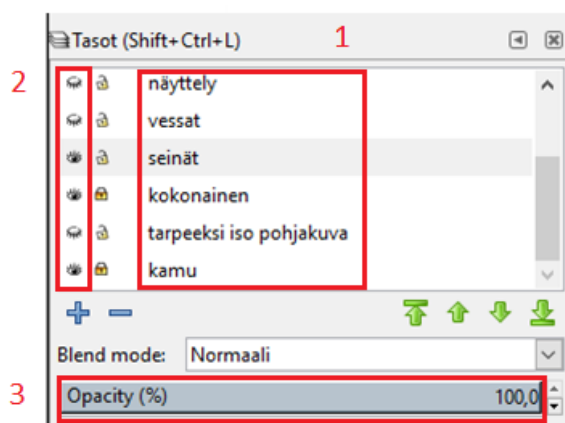 Tasot (Shift+Ctrl+L) 1
2 näyttely
vessat
seinät
kokonainen
tarpeeksi iso pohjakuva
kamu
Blend mode: Normaali
3 Opacity (%) 100,0